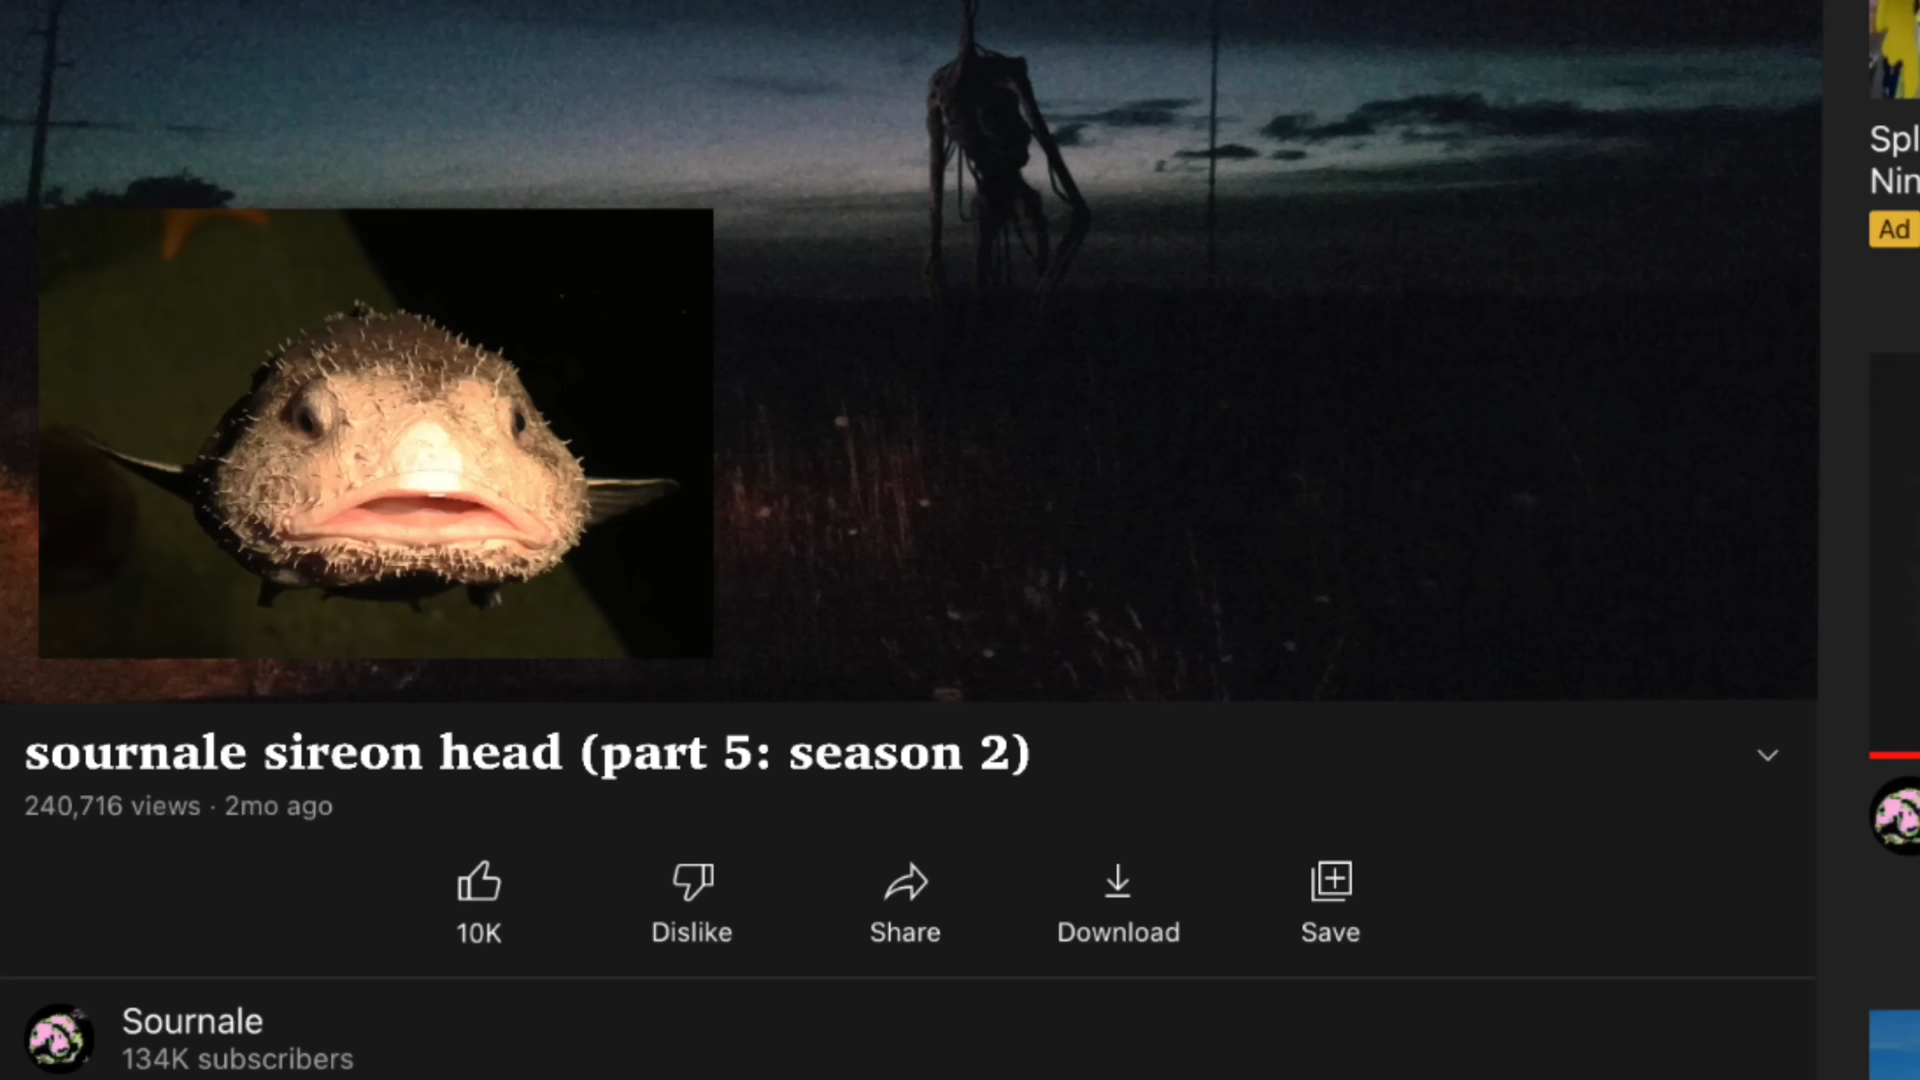 sournale sireon head (part 5: season 2)
240,716 views · 2mo ago
10K
Dislike
Share
Download
Save
Sournale
134K subscribers
Spl
Nin
Ad